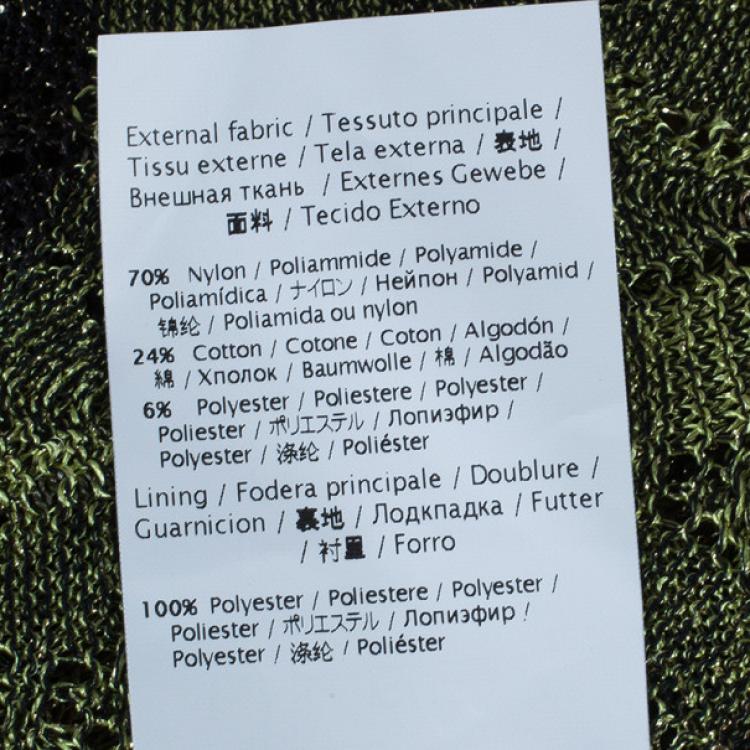 External fabric / Tessuto principale /
Tissu externe / Tela externa / 表地 /
Внешная ткань / Externes Gewebe /
面料 / Tecido Externo
70% Nylon / Poliammide / Polyamide /
Poliamídica / ナイロン / Нейпон / Polyamid /
锦纶 / Poliamida ou nylon
24% Cotton / Cotone / Coton / Algodón /
綿 / Хполок / Baumwolle / 棉 / Algodão
6% Polyester / Poliestere / Polyester /
Poliester / ポリエステル / Лопиэфир /
Polyester / 涤纶 / Poliéster
Lining / Fodera principale / Doublure /
Guarnicion / 裏地 / Лодкпадка / Futter
/ 衬里 / Forro
100% Polyester / Poliestere / Polyester /
Poliester / ポリエステル / Лопиэфир /
Polyester / 涤纶 / Poliéster